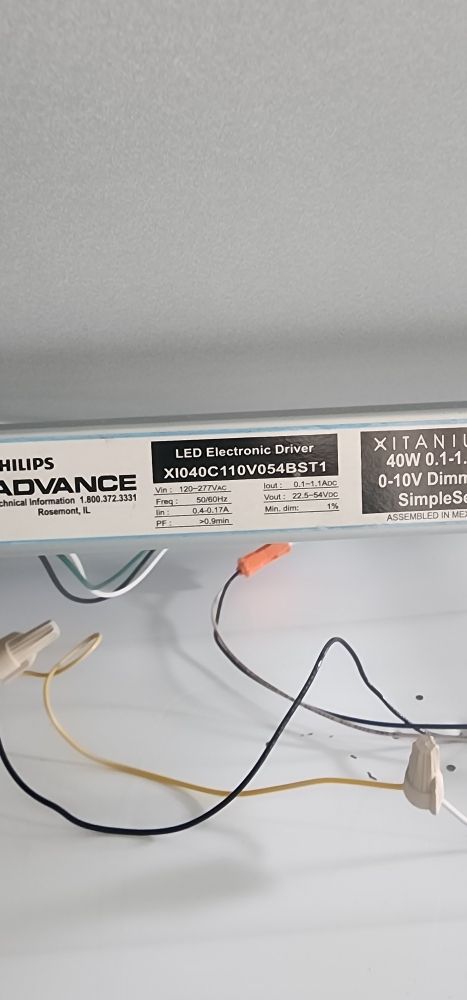 PHILIPS
ADVANCE
chnical Information 1.800.372.3331
Rosemont, IL
LED Electronic Driver
XI040C110V054BST1
Vin : 120~277VAC
Freq : 50/60Hz
Iin : 0.4-0.17A
PF : >0.9min
Iout : 0.1~1.1ADC
Vout : 22.5~54VDC
Min. dim: 1%
XITANIU
40W 0.1-1.
0-10V Dimm
SimpleSe
ASSEMBLED IN MEX